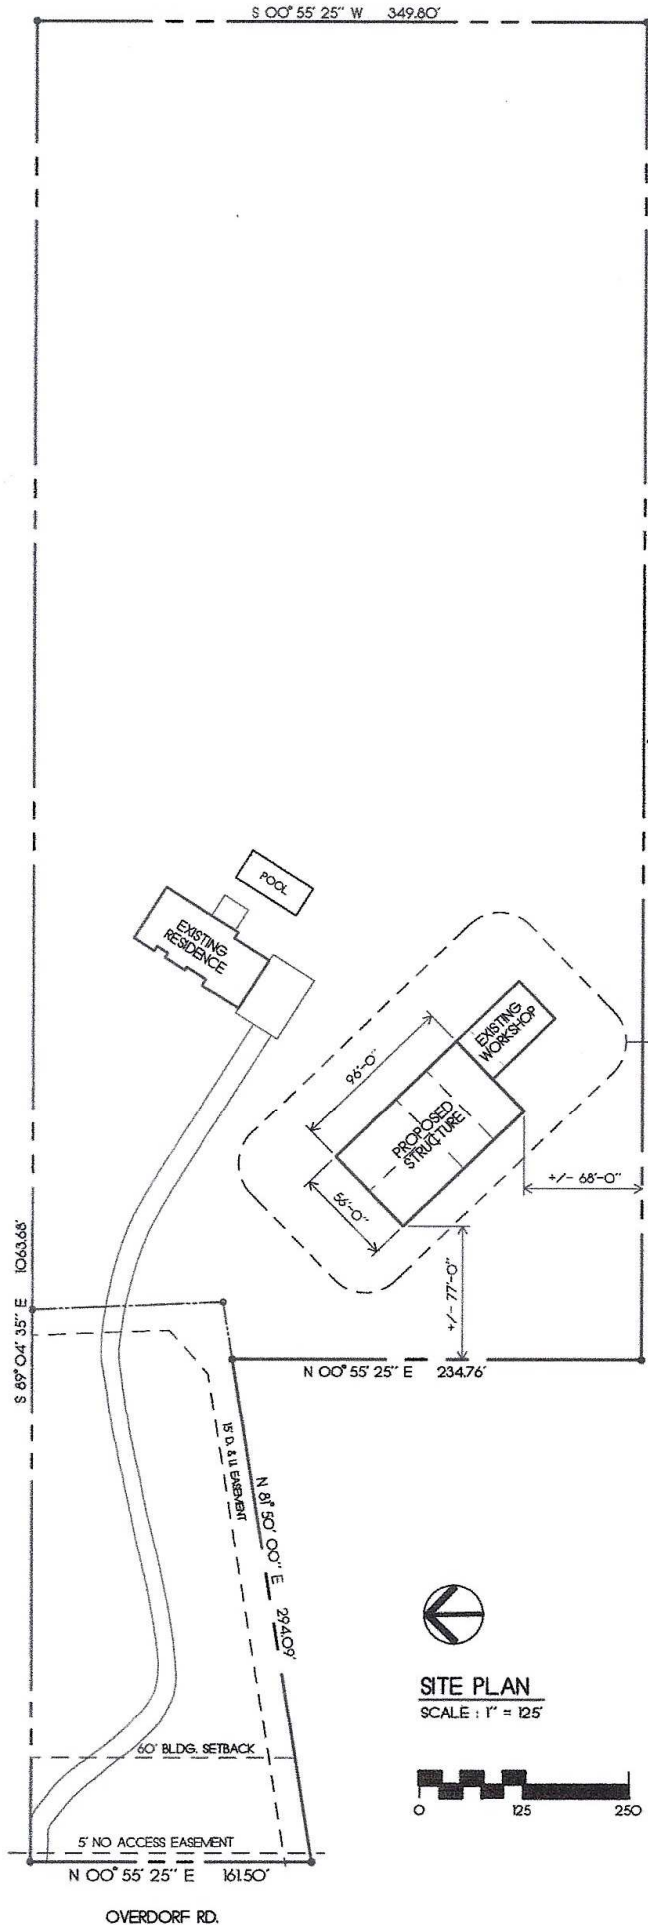 S 00° 55' 25" W 349.80'
POOL
EXISTING
RESIDENCE
EXISTING
WORKSHOP
96'-0"
PROPOSED
STRUCTURE
56'-0"
+/- 68'-0"
+/- 77'-0"
S 89° 04' 35" E 1063.68'
N 00° 55' 25" E 234.76'
15' D. & U. EASEMENT
N 81° 50' 00" E 294.09'
SITE PLAN
SCALE : 1" = 125'
60' BLDG. SETBACK
0 125 250
5' NO ACCESS EASEMENT
N 00° 55' 25" E 161.50'
OVERDORF RD.